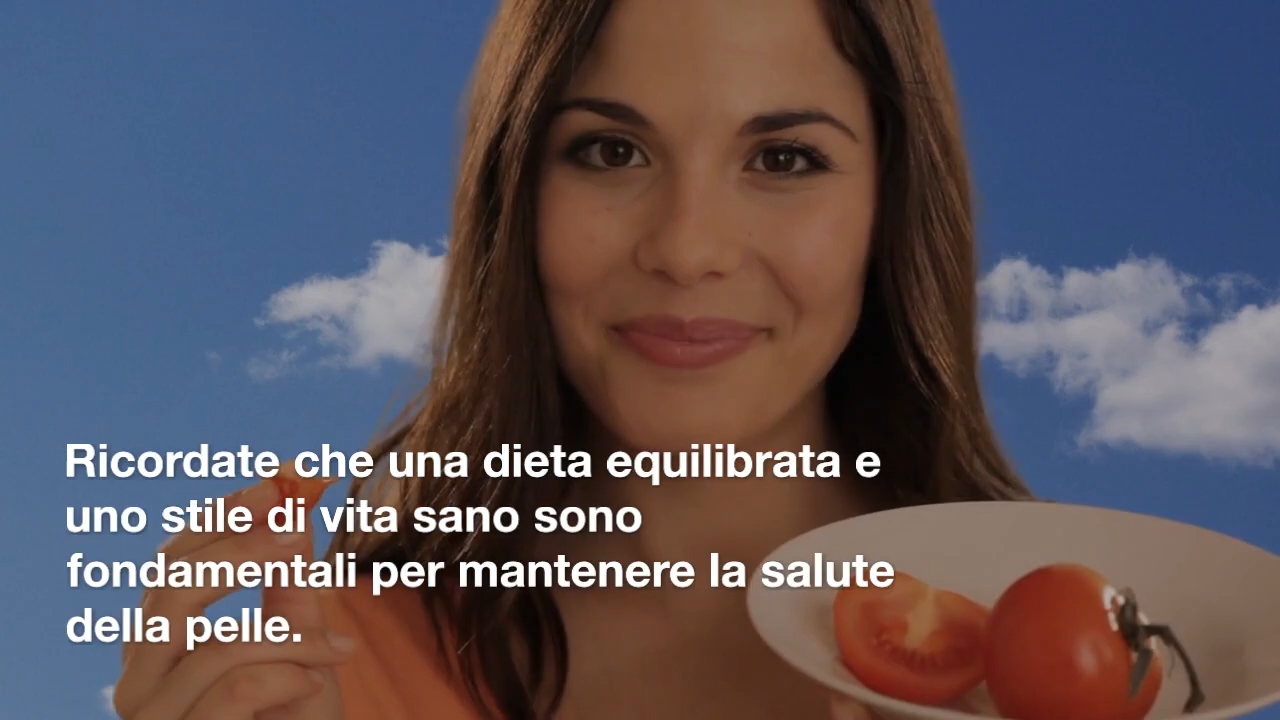 Ricordate che una dieta equilibrata e
uno stile di vita sano sono
fondamentali per mantenere la salute
della pelle.